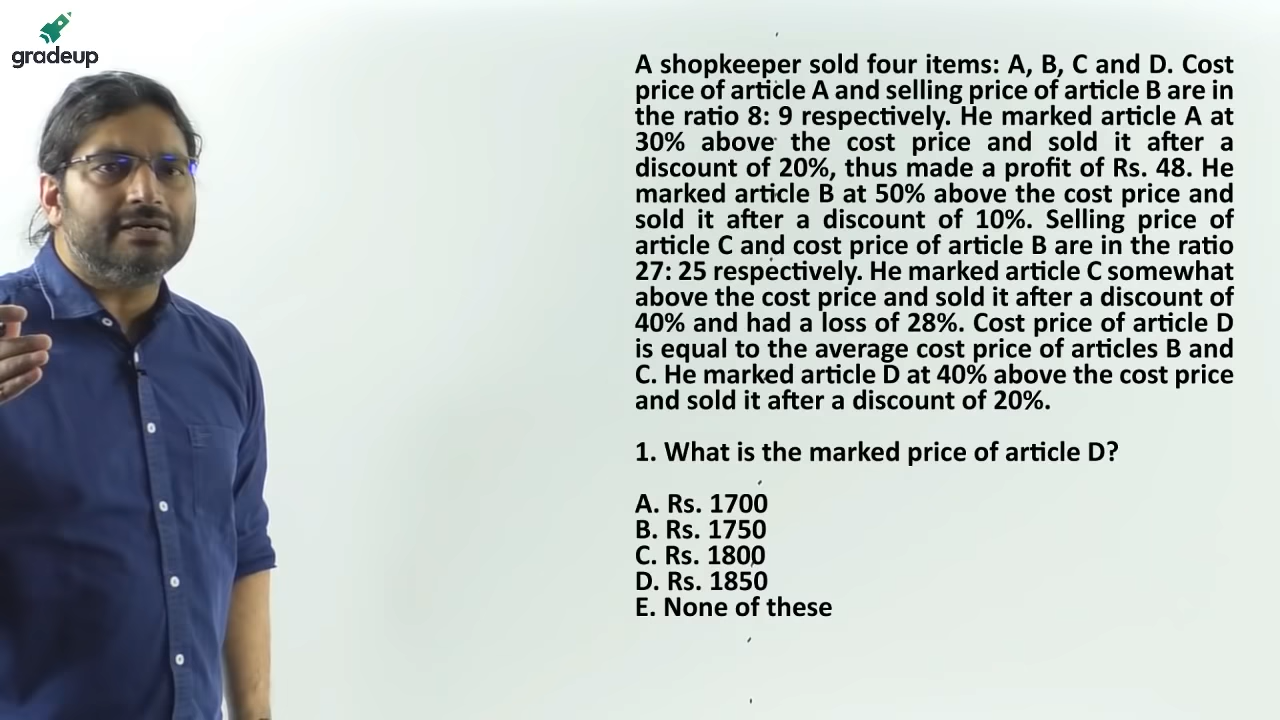 gradeup
A shopkeeper sold four items: A, B, C and D. Cost
price of article A and selling price of article B are in
the ratio 8: 9 respectively. He marked article A at
30% above the cost price and sold it after a
discount of 20%, thus made a profit of Rs. 48. He
marked article B at 50% above the cost price and
sold it after a discount of 10%. Selling price of
article C and cost price of article B are in the ratio
27: 25 respectively. He marked article C somewhat
above the cost price and sold it after a discount of
40% and had a loss of 28%. Cost price of article D
is equal to the average cost price of articles B and
C. He marked article D at 40% above the cost price
and sold it after a discount of 20%.
1. What is the marked price of article D?
A. Rs. 1700
B. Rs. 1750
C. Rs. 1800
D. Rs. 1850
E. None of these